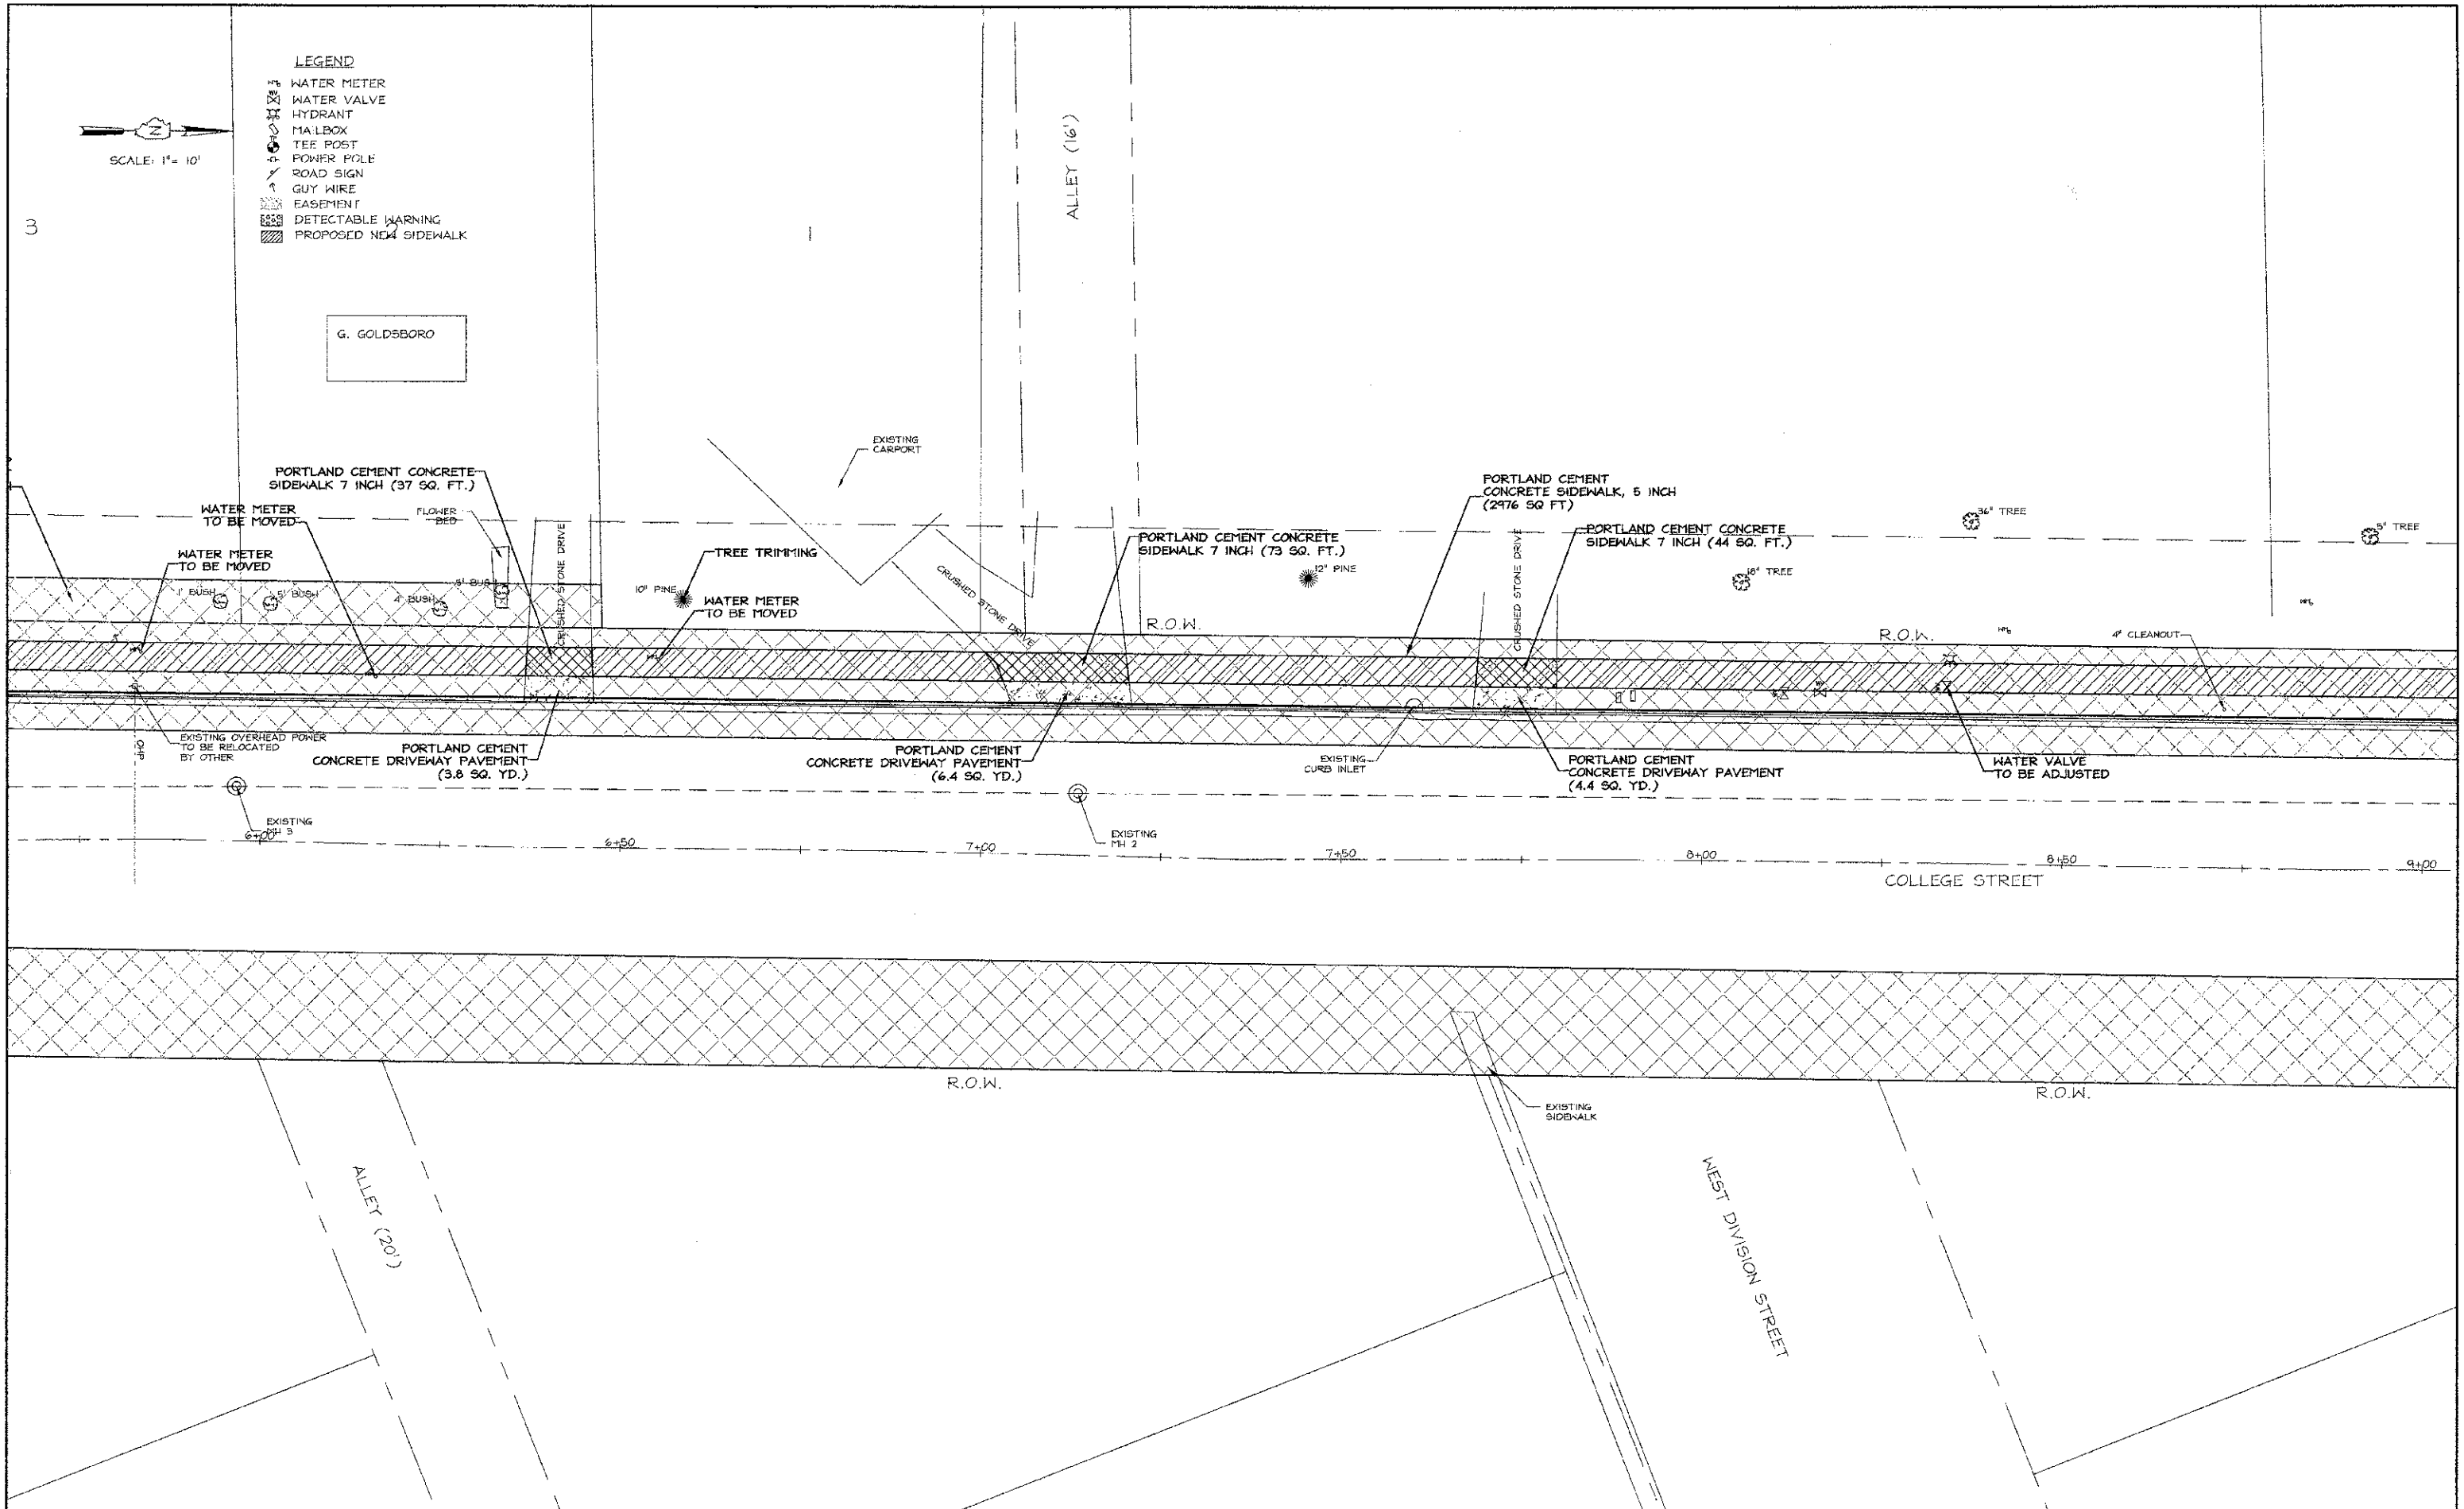 LEGEND
WATER METER
WATER VALVE
HYDRANT
MAILBOX
TEE POST
POWER POLE
ROAD SIGN
GUY WIRE
EASEMENT
DETECTABLE WARNING
PROPOSED NEW SIDEWALK
Z
SCALE: 1"= 10'
3
2
1
ALLEY (16')
G. GOLDSBORO
EXISTING
CARPORT
PORTLAND CEMENT CONCRETE
SIDEWALK 7 INCH (37 SQ. FT.)
WATER METER
TO BE MOVED
FLOWER
BED
WATER METER
TO BE MOVED
CRUSHED STONE DRIVE
TREE TRIMMING
10" PINE
WATER METER
TO BE MOVED
1' BUSH
5' BUSH
4' BUSH
BUSH
CRUSHED STONE DRIVE
PORTLAND CEMENT CONCRETE
SIDEWALK 7 INCH (73 SQ. FT.)
12" PINE
R.O.W.
PORTLAND CEMENT
CONCRETE SIDEWALK, 5 INCH
(2976 SQ FT)
CRUSHED STONE DRIVE
PORTLAND CEMENT CONCRETE
SIDEWALK 7 INCH (44 SQ. FT.)
18" TREE
36" TREE
5" TREE
R.O.W.
4" CLEANOUT
EXISTING OVERHEAD POWER
TO BE RELOCATED
BY OTHER
OHP
PORTLAND CEMENT
CONCRETE DRIVEWAY PAVEMENT
(3.8 SQ. YD.)
PORTLAND CEMENT
CONCRETE DRIVEWAY PAVEMENT
(6.4 SQ. YD.)
EXISTING
CURB INLET
PORTLAND CEMENT
CONCRETE DRIVEWAY PAVEMENT
(4.4 SQ. YD.)
WATER VALVE
TO BE ADJUSTED
EXISTING
MH 3
EXISTING
MH 2
6+00
6+50
7+00
7+50
8+00
8+50
9+00
COLLEGE STREET
R.O.W.
R.O.W.
EXISTING
SIDEWALK
ALLEY (20')
WEST DIVISION STREET